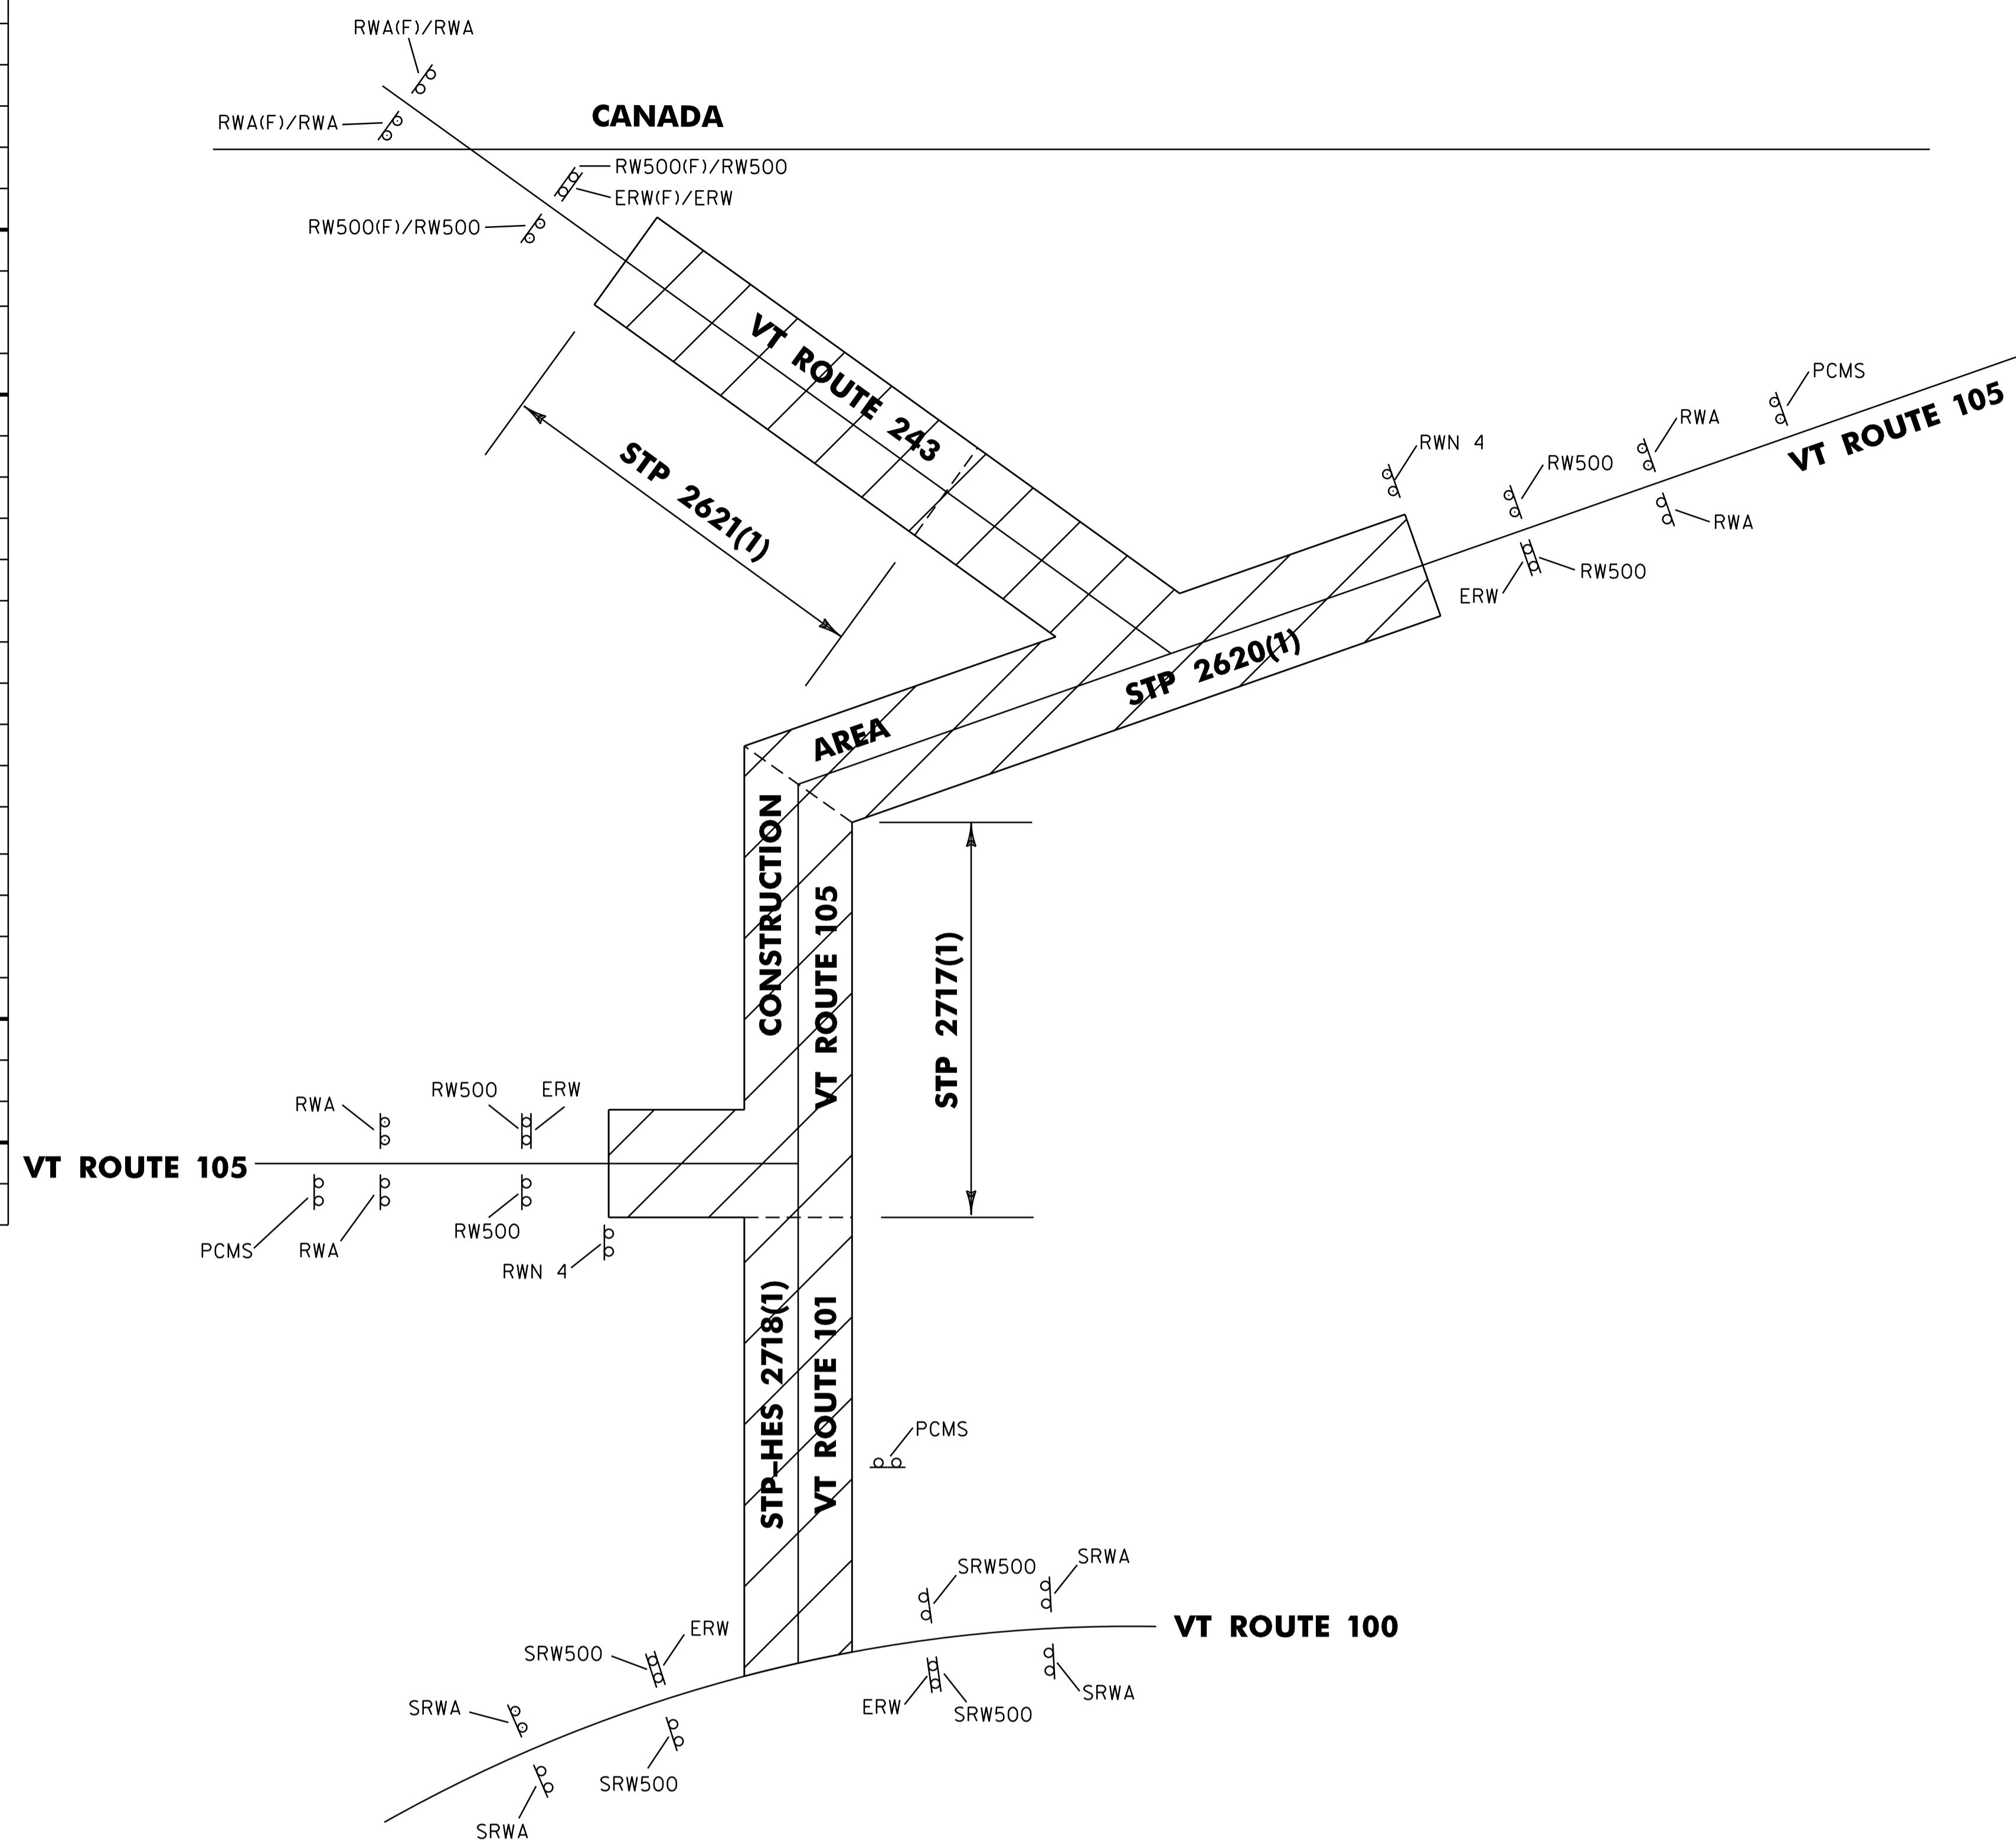 RWA(F)/RWA
CANADA
RWA(F)/RWA
RW500(F)/RW500
ERW(F)/ERW
RW500(F)/RW500
VT ROUTE 243
STP 2621(1)
PCMS
RWA
VT ROUTE 105
RWN 4
RW500
RWA
RW500
ERW
STP 2620(1)
AREA
CONSTRUCTION
VT ROUTE 105
STP 2717(1)
RW500
ERW
RWA
VT ROUTE 105
PCMS
RWA
RW500
RWN 4
STP-HES 2718(1)
VT ROUTE 101
PCMS
SRW500
SRWA
VT ROUTE 100
ERW
SRW500
SRWA
ERW
SRW500
SRWA
SRW500
SRWA